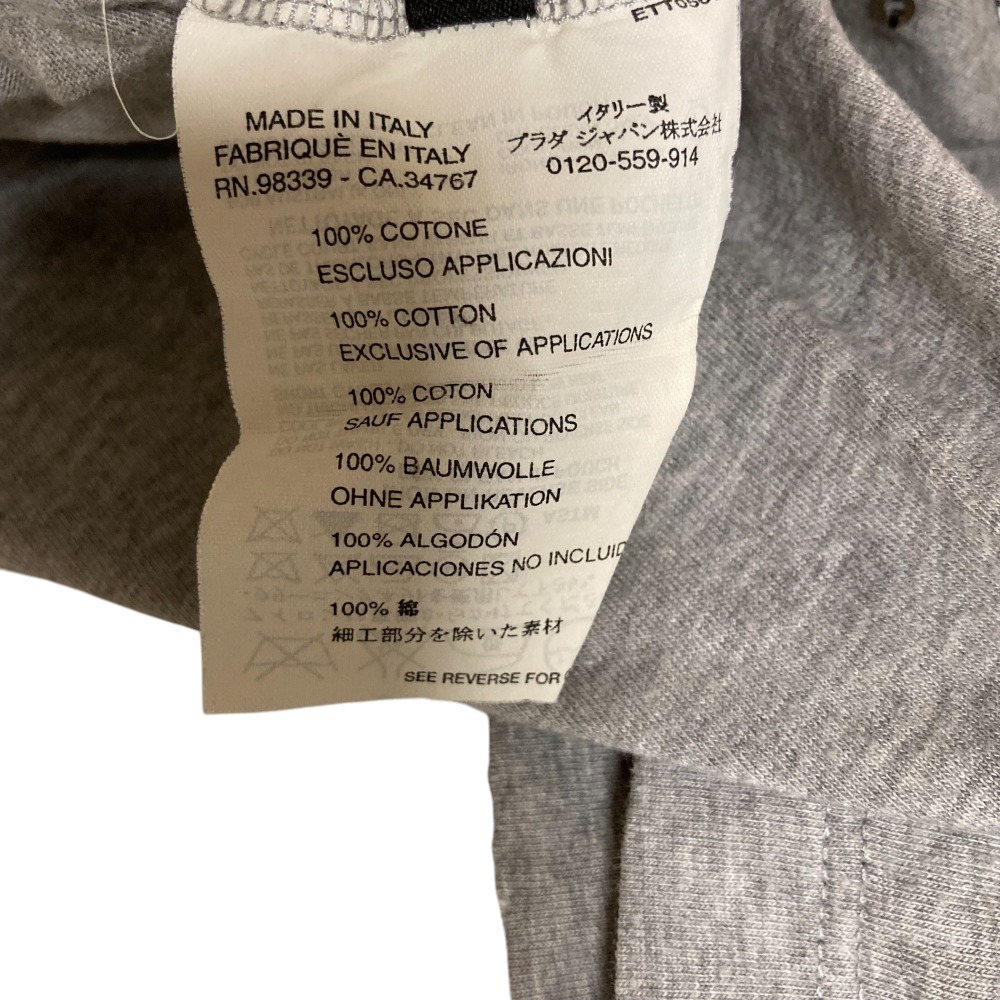 MADE IN ITALY
FABRIQUÈ EN ITALY
RN.98339 - CA.34767
イタリー製
プラダ ジャパン株式会社
0120-559-914
100% COTONE
ESCLUSO APPLICAZIONI
100% COTTON
EXCLUSIVE OF APPLICATIONS
100% COTON
SAUF APPLICATIONS
100% BAUMWOLLE
OHNE APPLIKATION
100% ALGODÓN
APLICACIONES NO INCLUID
100% 綿
細工部分を除いた素材
SEE REVERSE FOR